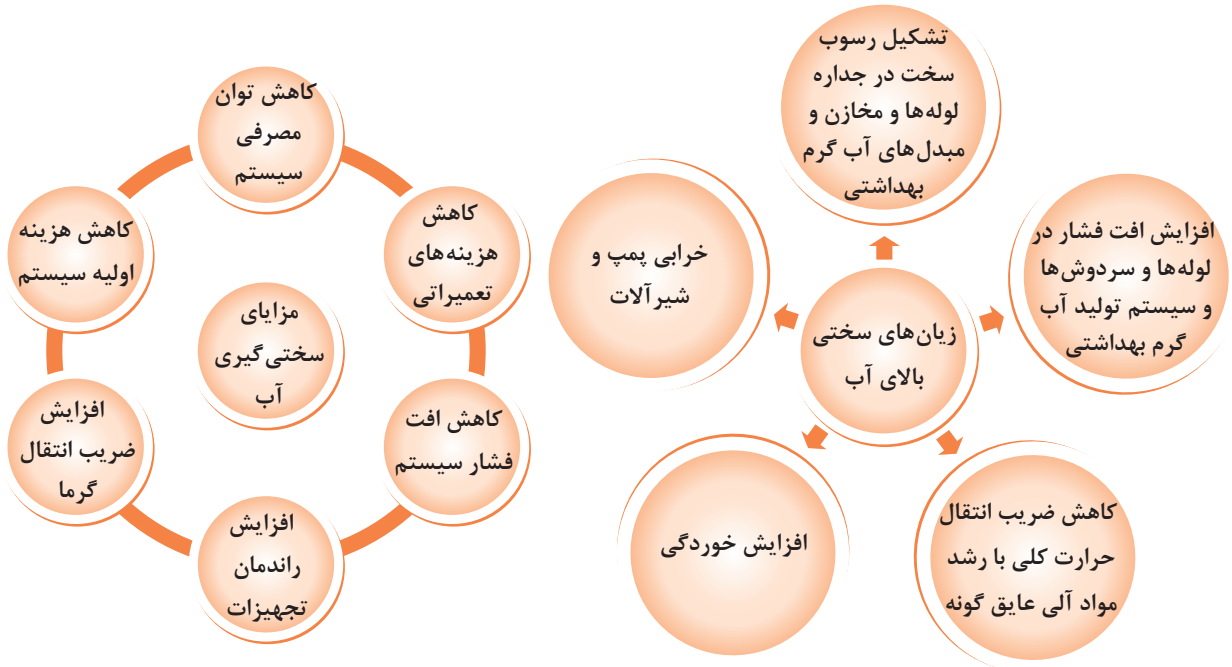 تشکیل رسوب
سخت در جداره
لوله‌ها و مخازن و
مبدل‌های آب گرم
بهداشتی
افزایش افت فشار در
لوله‌ها و سردوش‌ها
و سیستم تولید آب
گرم بهداشتی
کاهش ضریب انتقال
حرارت کلی با رشد
مواد آلی عایق گونه
افزایش خوردگی
خرابی پمپ و
شیرآلات
زیان‌های سختی
بالای آب
کاهش توان
مصرفی
سیستم
کاهش
هزینه‌های
تعمیراتی
کاهش افت
فشار سیستم
افزایش
راندمان
تجهیزات
افزایش
ضریب انتقال
گرما
کاهش هزینه
اولیه سیستم
مزایای
سختی‌گیری
آب